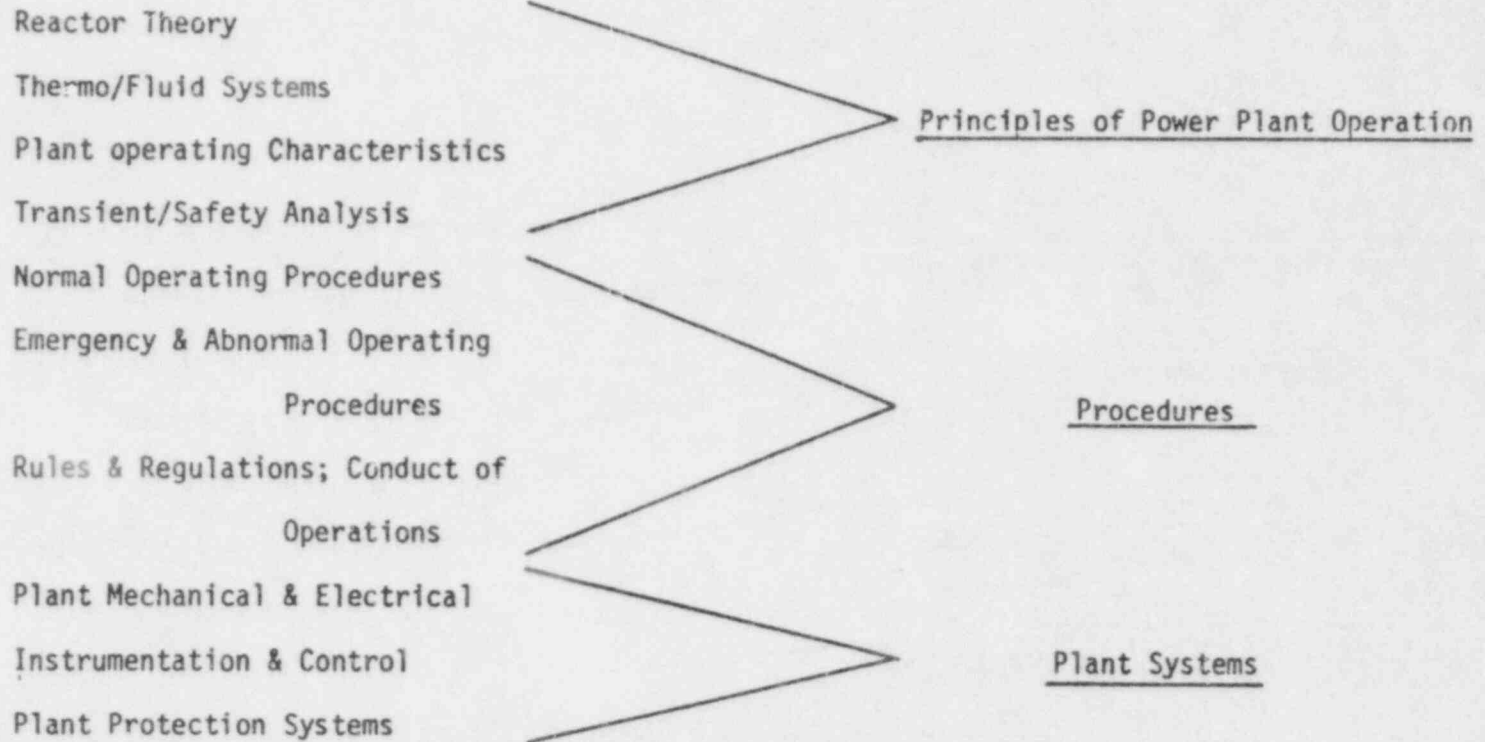 Reactor Theory
Thermo/Fluid Systems
Principles of Power Plant Operation
Plant operating Characteristics
Transient/Safety Analysis
Normal Operating Procedures
Emergency & Abnormal Operating
Procedures
Procedures
Rules & Regulations; Conduct of
Operations
Plant Mechanical & Electrical
Instrumentation & Control
Plant Systems
Plant Protection Systems